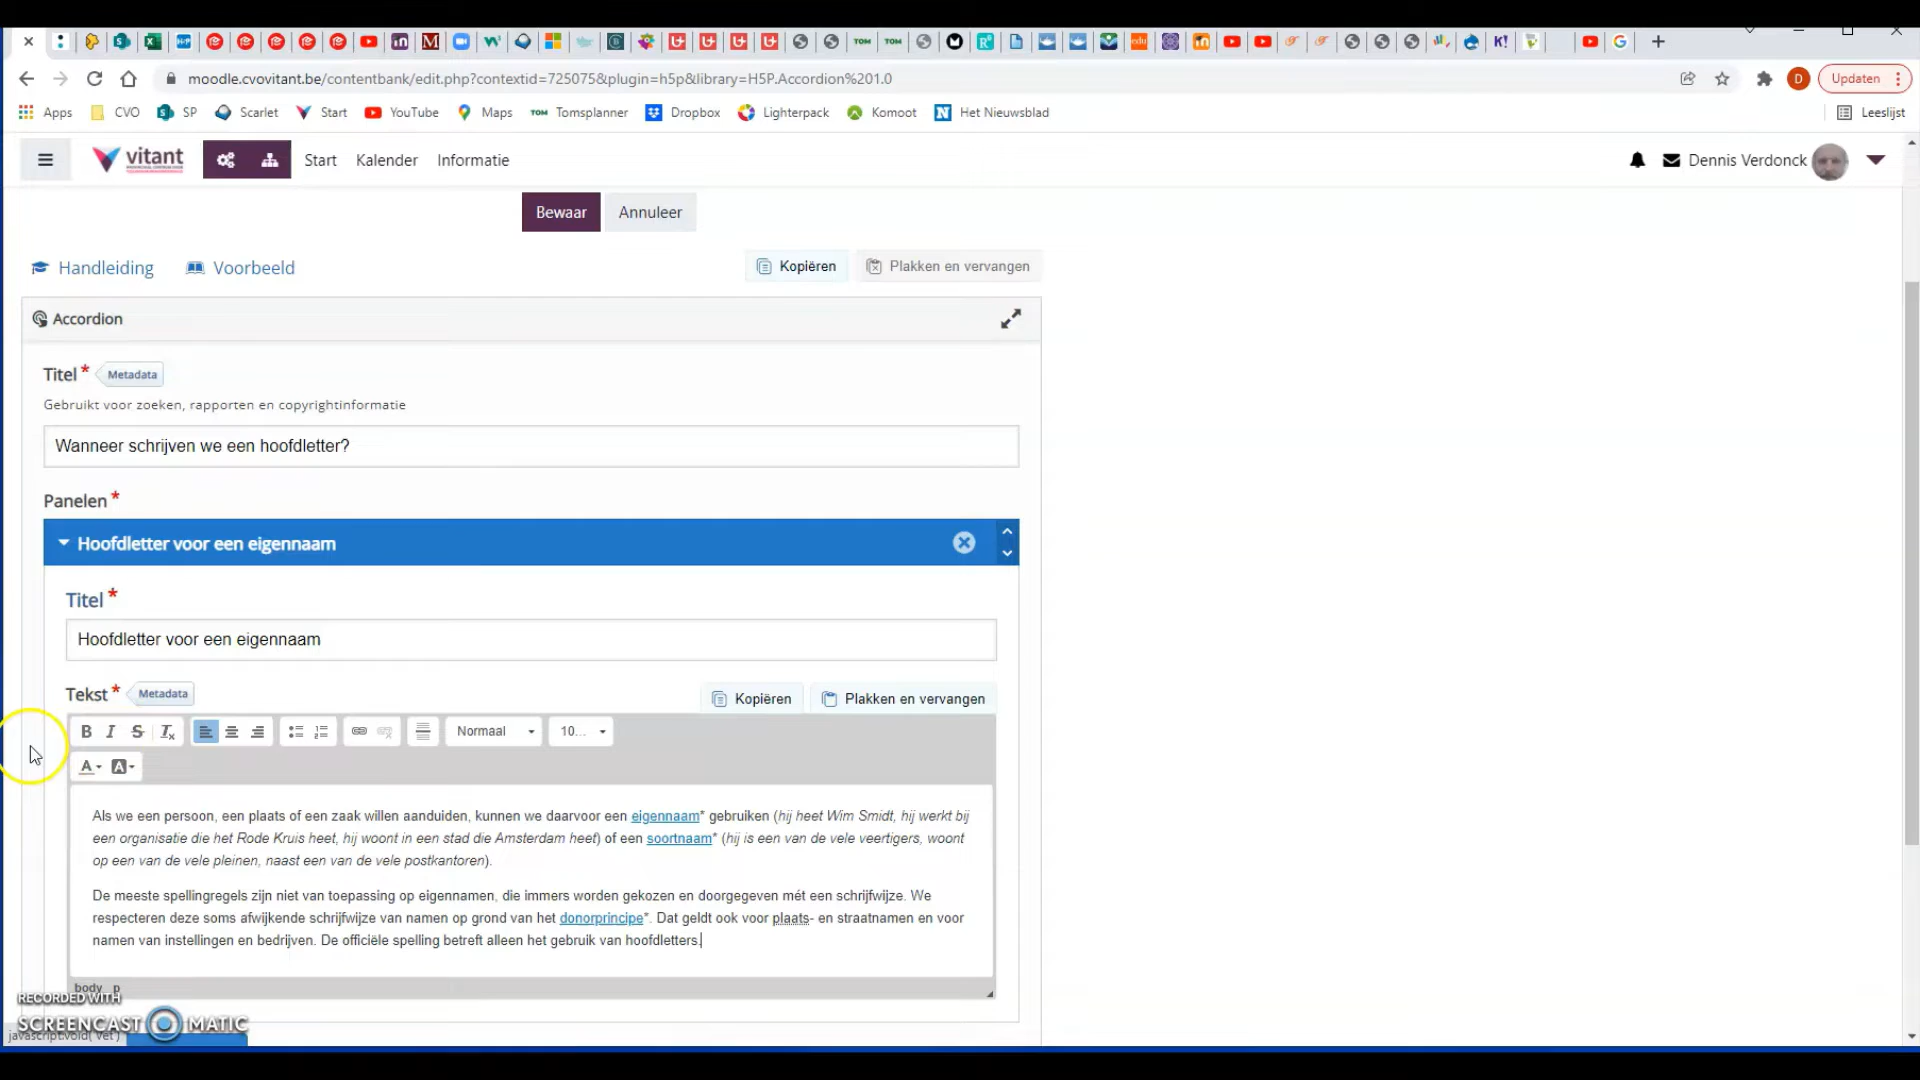 moodle.cvovitant.be/contentbank/edit.php?contextid=725075&plugin=h5p&library=H5P.Accordion%201.0
D
Updaten
Apps
CVO
SP
Scarlet
Start
YouTube
Maps
TOM Tomsplanner
Dropbox
Lighterpack
Komoot
N Het Nieuwsblad
Leeslijst
vitant
Start
Kalender
Informatie
Dennis Verdonck
Bewaar
Annuleer
Handleiding
Voorbeeld
Kopiëren
Plakken en vervangen
Accordion
Titel *
Metadata
Gebruikt voor zoeken, rapporten en copyrightinformatie
Wanneer schrijven we een hoofdletter?
Panelen *
Hoofdletter voor een eigennaam
Titel *
Hoofdletter voor een eigennaam
Tekst *
Metadata
Kopiëren
Plakken en vervangen
B I S Tx
Normaal
10...
A A
Als we een persoon, een plaats of een zaak willen aanduiden, kunnen we daarvoor een eigennaam* gebruiken (hij heet Wim Smidt, hij werkt bij
een organisatie die het Rode Kruis heet, hij woont in een stad die Amsterdam heet) of een soortnaam* (hij is een van de vele veertigers, woont
op een van de vele pleinen, naast een van de vele postkantoren).
De meeste spellingregels zijn niet van toepassing op eigennamen, die immers worden gekozen en doorgegeven mét een schrijfwijze. We
respecteren deze soms afwijkende schrijfwijze van namen op grond van het donorprincipe*. Dat geldt ook voor plaats- en straatnamen en voor
namen van instellingen en bedrijven. De officiële spelling betreft alleen het gebruik van hoofdletters.
body p
RECORDED WITH
SCREENCAST MATIC
javascript:void('Vet')